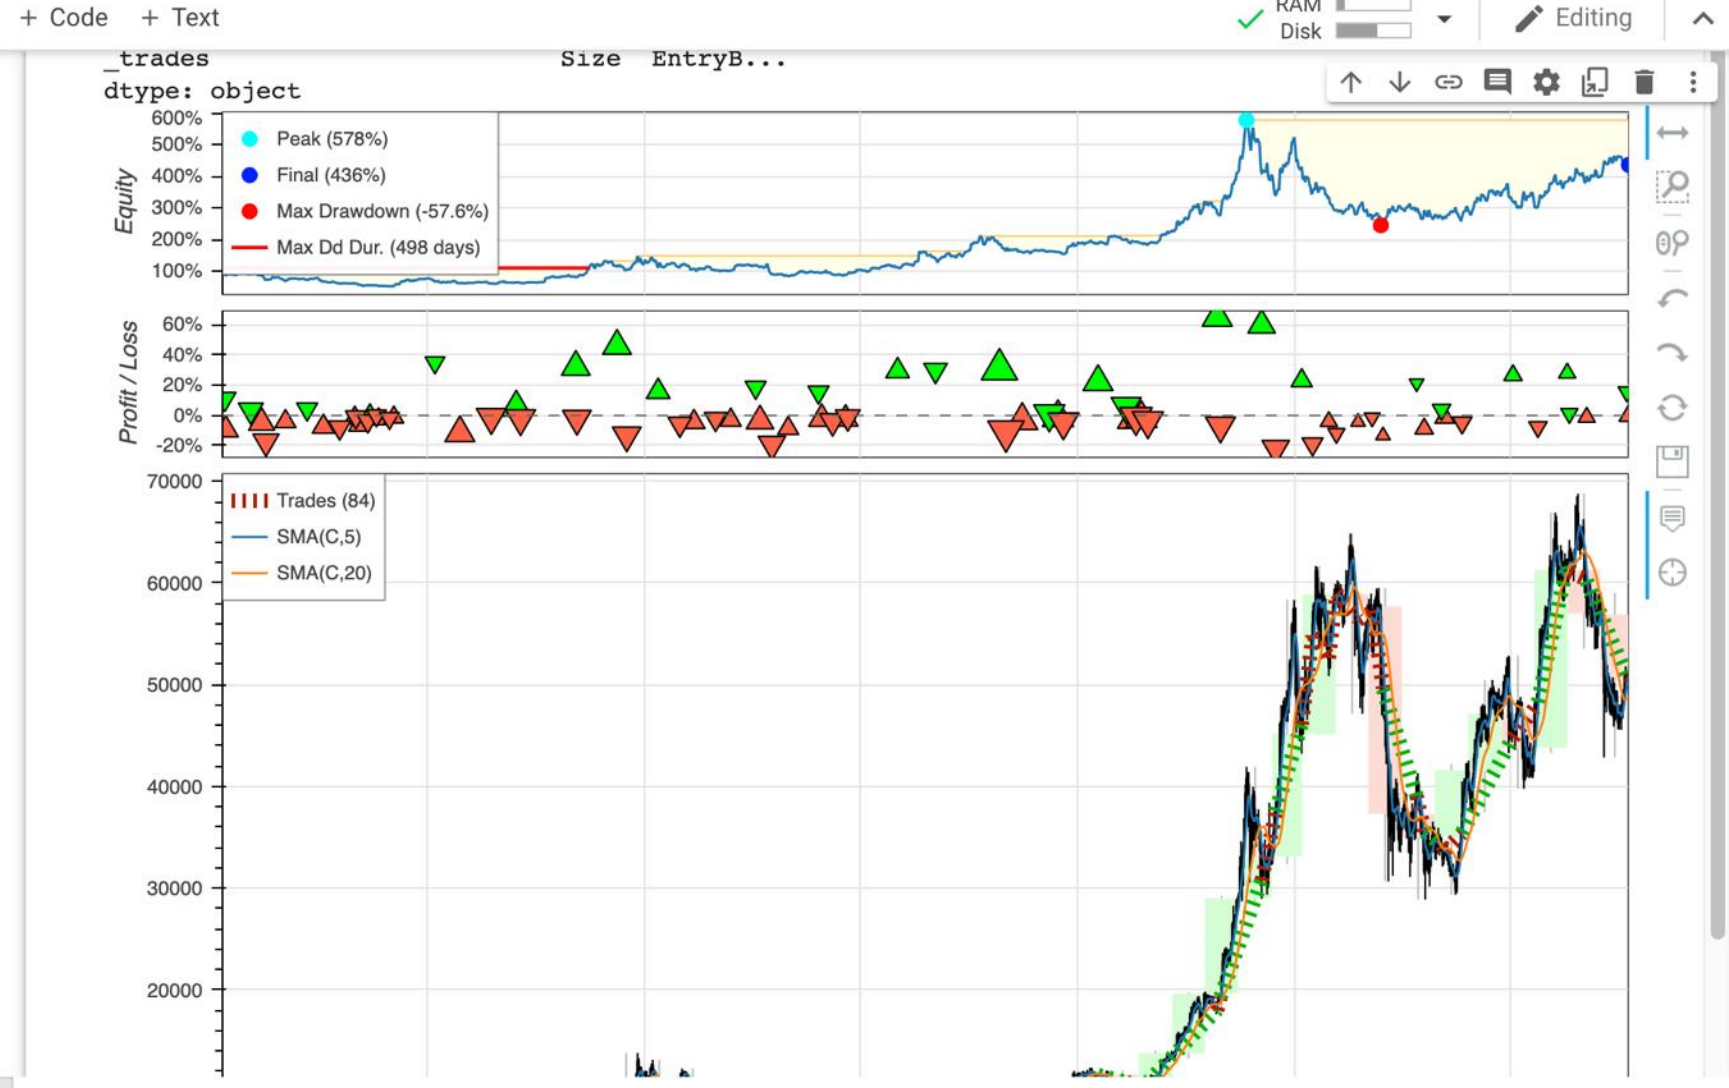 + Code + Text
RAM
Disk
Editing
_trades Size EntryB...
dtype: object
600%
500%
400%
300%
200%
100%
Equity
Peak (578%)
Final (436%)
Max Drawdown (-57.6%)
Max Dd Dur. (498 days)
60%
40%
20%
0%
-20%
Profit / Loss
70000
60000
50000
40000
30000
20000
Trades (84)
SMA(C,5)
SMA(C,20)